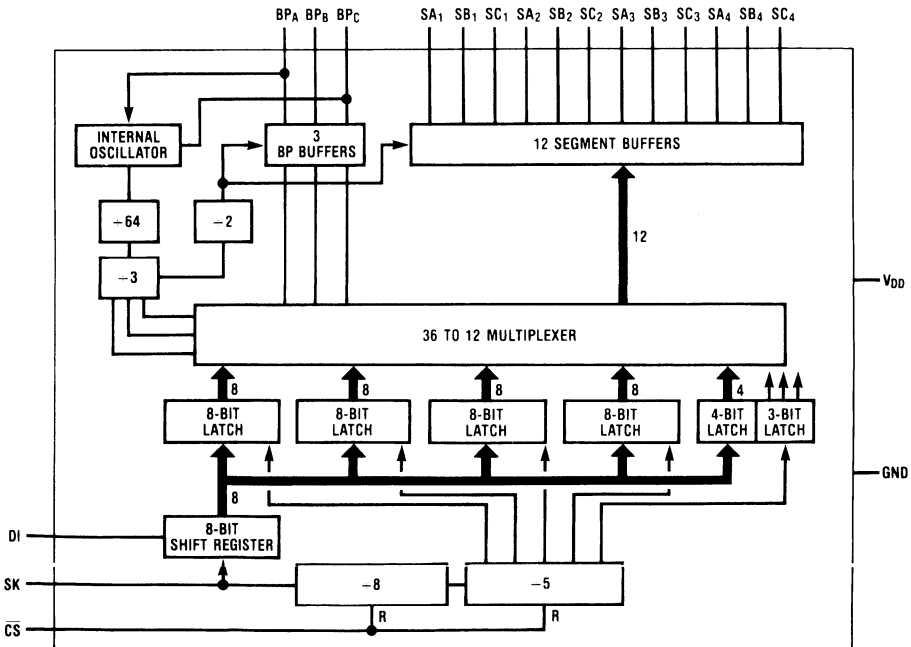 BPA BPB BPC SA1 SB1 SC1 SA2 SB2 SC2 SA3 SB3 SC3 SA4 SB4 SC4
INTERNAL
OSCILLATOR
3
BP BUFFERS
12 SEGMENT BUFFERS
÷64
÷2
12
÷3
VDD
36 TO 12 MULTIPLEXER
8 8 8 8 4
8-BIT
LATCH
8-BIT
LATCH
8-BIT
LATCH
8-BIT
LATCH
4-BIT
LATCH
3-BIT
LATCH
GND
8
DI
8-BIT
SHIFT REGISTER
SK
÷8
÷5
R R
CS